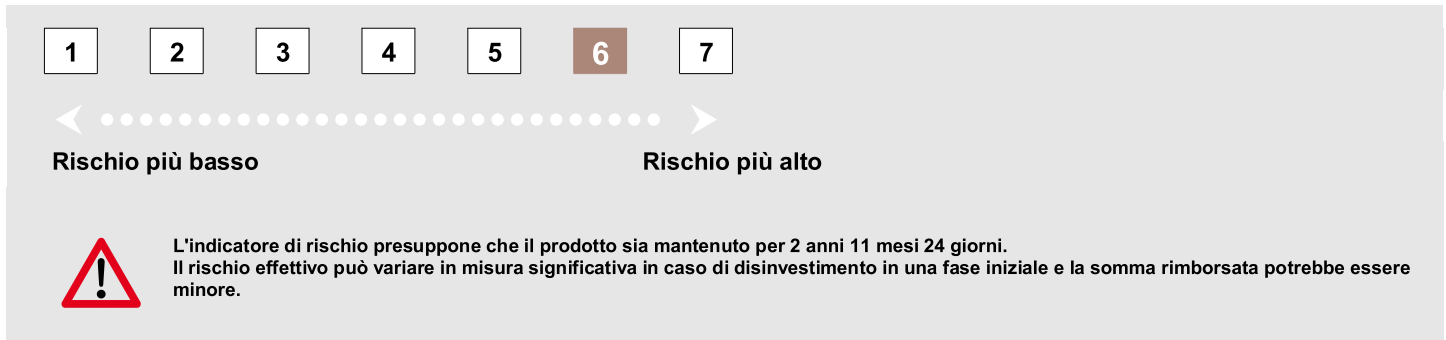 1 2 3 4 5 6 7
Rischio più basso Rischio più alto
L'indicatore di rischio presuppone che il prodotto sia mantenuto per 2 anni 11 mesi 24 giorni.
Il rischio effettivo può variare in misura significativa in caso di disinvestimento in una fase iniziale e la somma rimborsata potrebbe essere
minore.